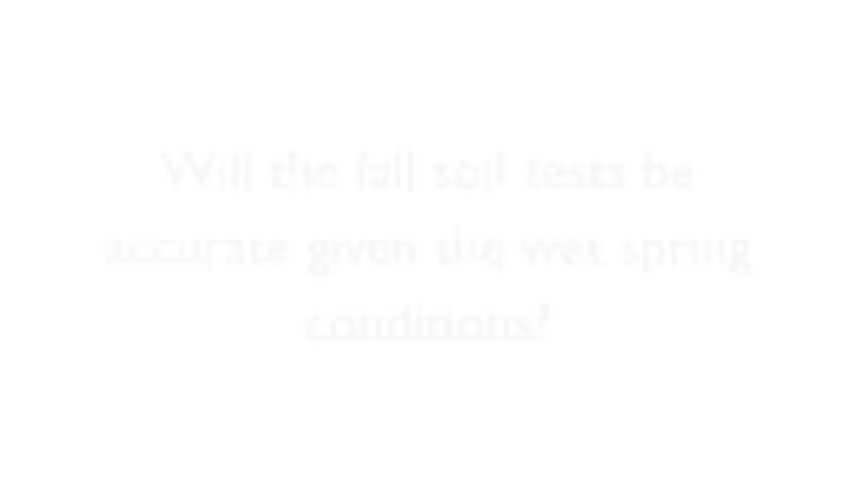 Will the fall soil tests be
accurate given the wet spring
conditions?